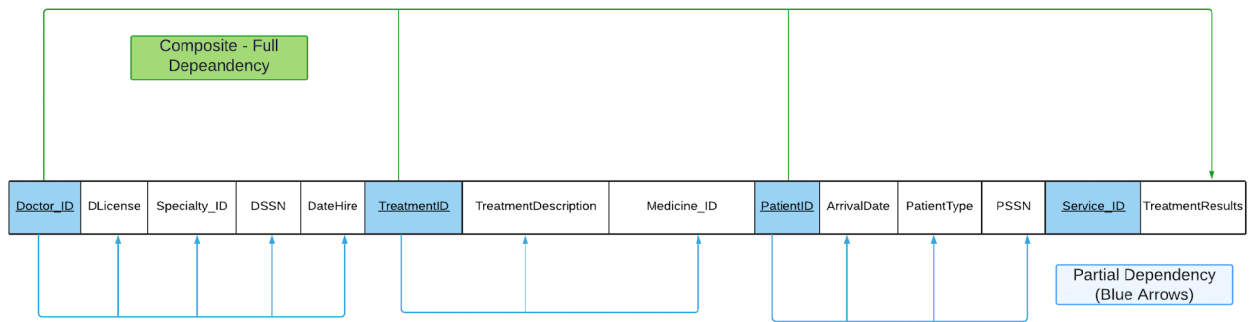 Composite - Full
Depeandency
Doctor_ID DLicense Specialty_ID DSSN DateHire TreatmentID TreatmentDescription Medicine_ID PatientID ArrivalDate PatientType PSSN Service_ID TreatmentResults
Partial Dependency
(Blue Arrows)